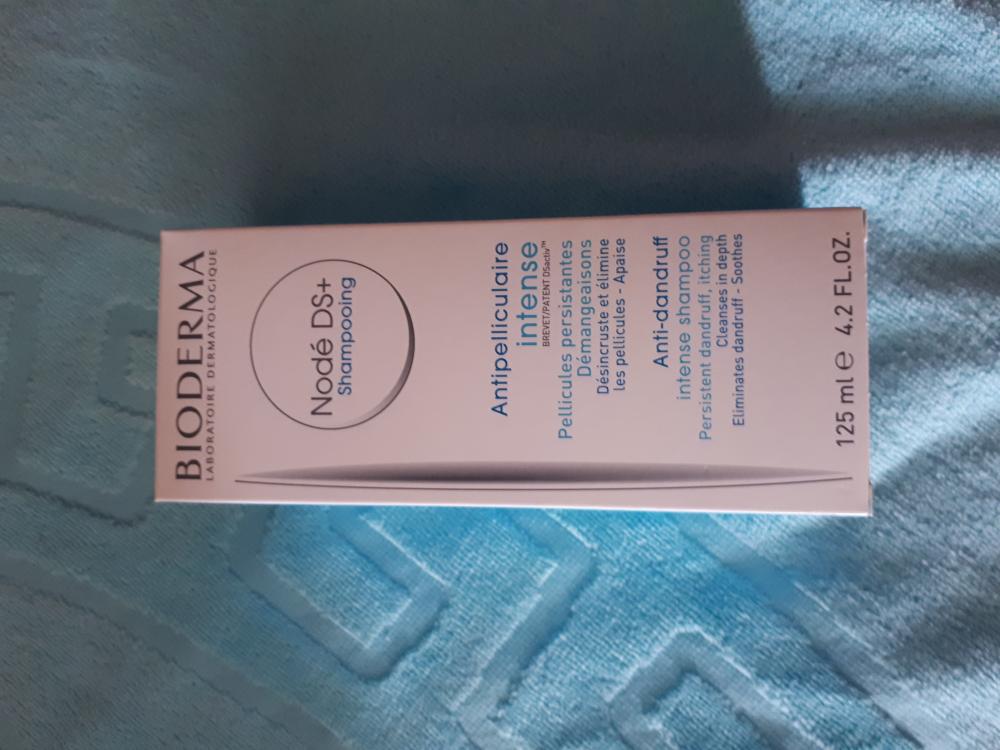 BIODERMA
LABORATOIRE DERMATOLOGIQUE
Nodé DS+
Shampooing
Antipelliculaire
intense
BREVET/PATENT DSactiv™
Pellicules persistantes
Démangeaisons
Désincruste et élimine
les pellicules - Apaise
Anti-dandruff
intense shampoo
Persistent dandruff, itching
Cleanses in depth
Eliminates dandruff - Soothes
125 ml e 4.2 FL.OZ.